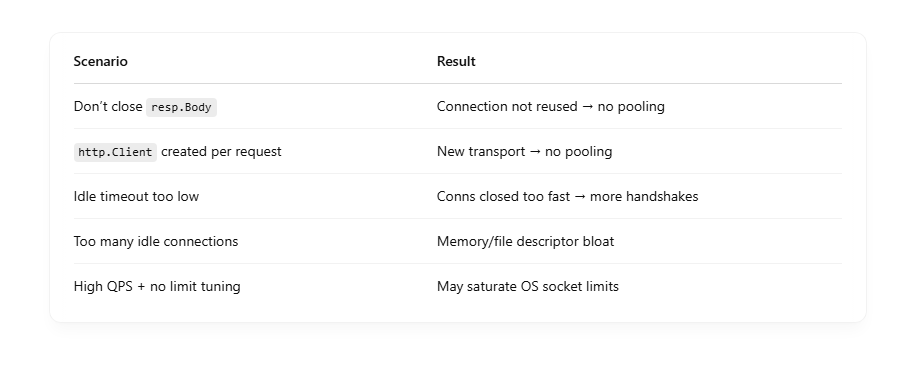 Scenario Result
Don't close resp.Body Connection not reused → no pooling
http.Client created per request New transport → no pooling
Idle timeout too low Conns closed too fast → more handshakes
Too many idle connections Memory/file descriptor bloat
High QPS + no limit tuning May saturate OS socket limits